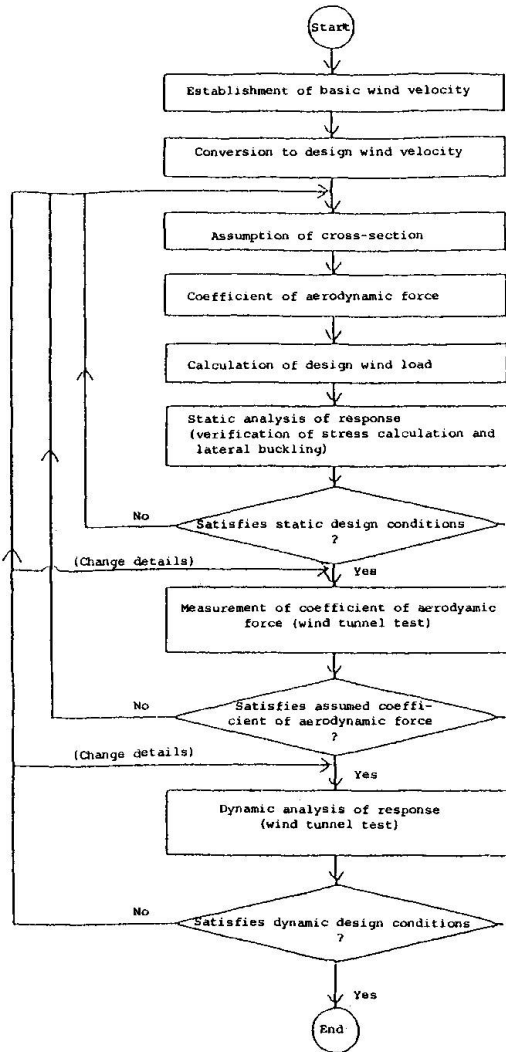 Start
Establishment of basic wind velocity
Conversion to design wind velocity
Assumption of cross-section
Coefficient of aerodynamic force
Calculation of design wind load
Static analysis of response
(verification of stress calculation and
lateral buckling)
No
Satisfies static design conditions
?
(Change details)
Yes
Measurement of coefficient of aerodyamic
force (wind tunnel test)
No
Satisfies assumed coeffi-
cient of aerodynamic force
?
(Change details)
Yes
Dynamic analysis of response
(wind tunnel test)
No
Satisfies dynamic design conditions
?
Yes
End